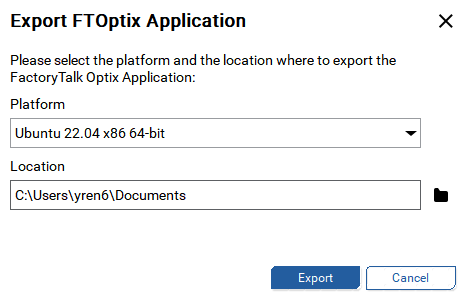 Export FTOptix Application
Please select the platform and the location where to export the
FactoryTalk Optix Application:
Platform
Ubuntu 22.04 x86 64-bit
Location
C:\Users\yren6\Documents
Export
Cancel